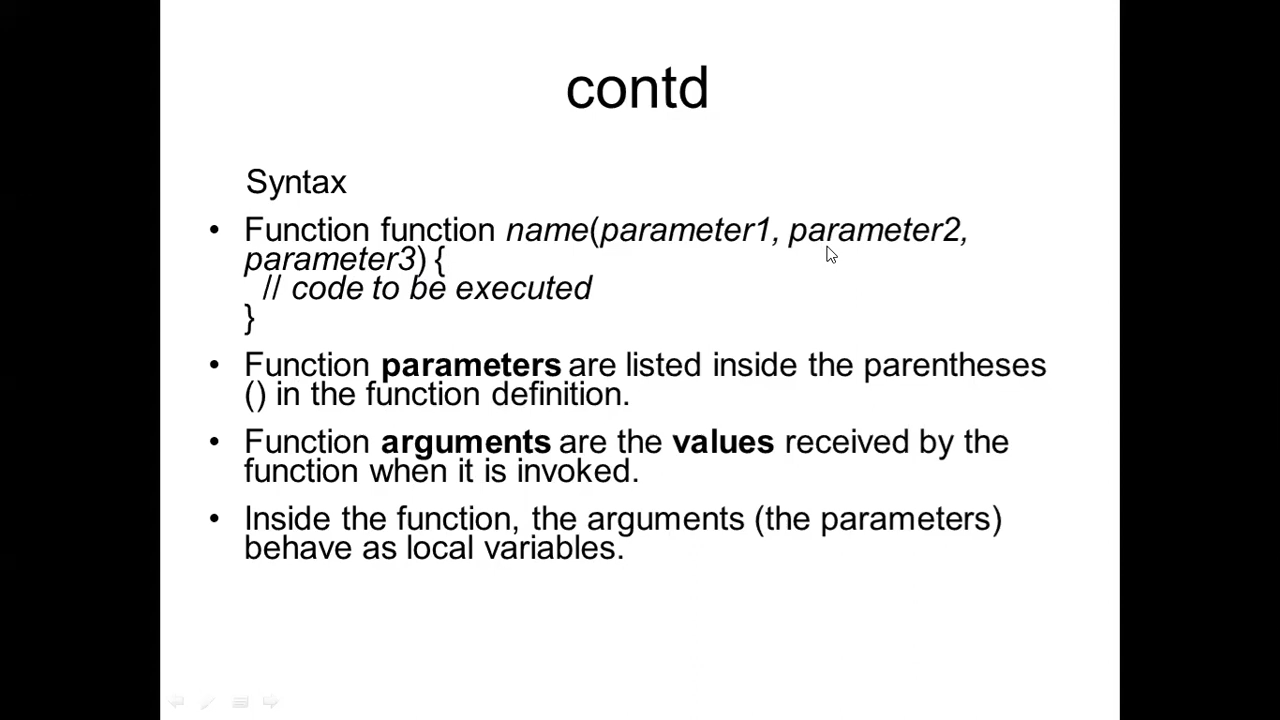 contd
Syntax
• Function function name(parameter1, parameter2,
parameter3) {
// code to be executed
}
• Function parameters are listed inside the parentheses
() in the function definition.
• Function arguments are the values received by the
function when it is invoked.
• Inside the function, the arguments (the parameters)
behave as local variables.